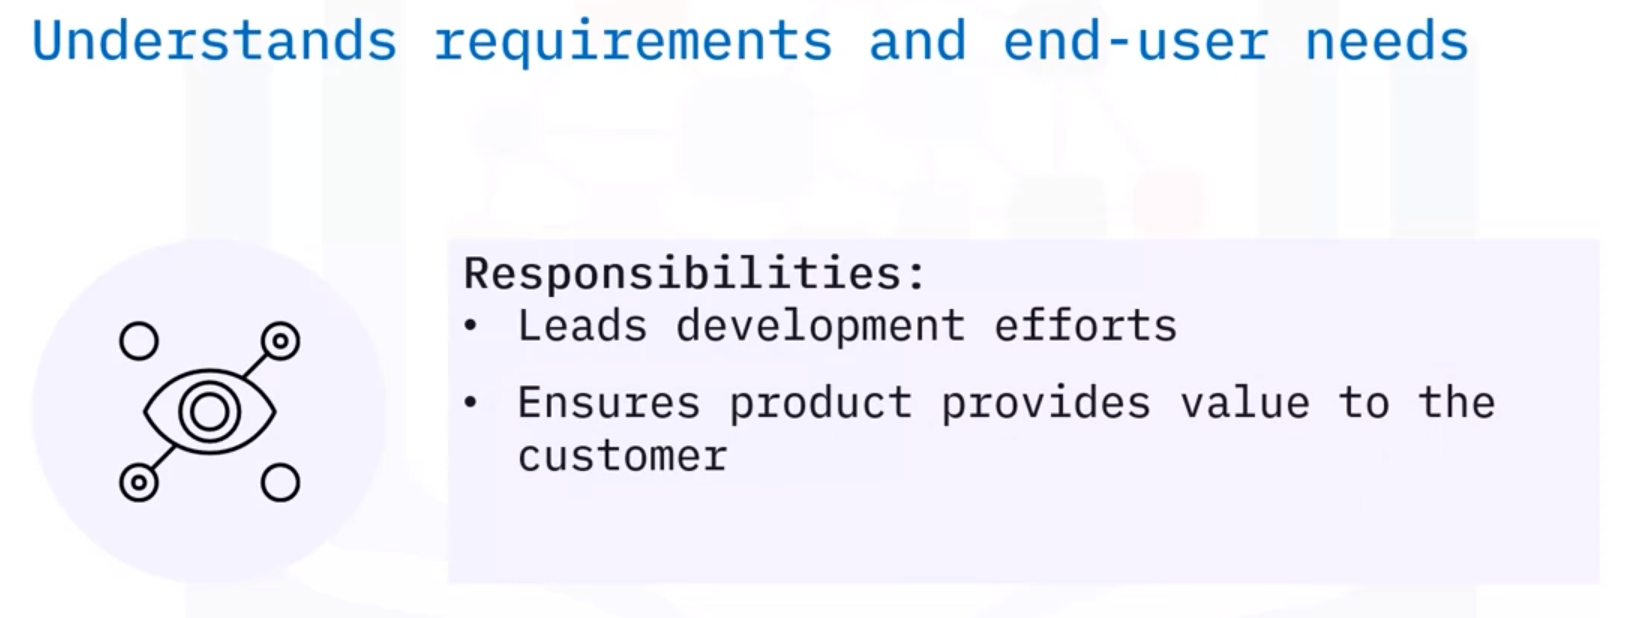 Understands requirements and end-user needs
Responsibilities:
• Leads development efforts
• Ensures product provides value to the
customer